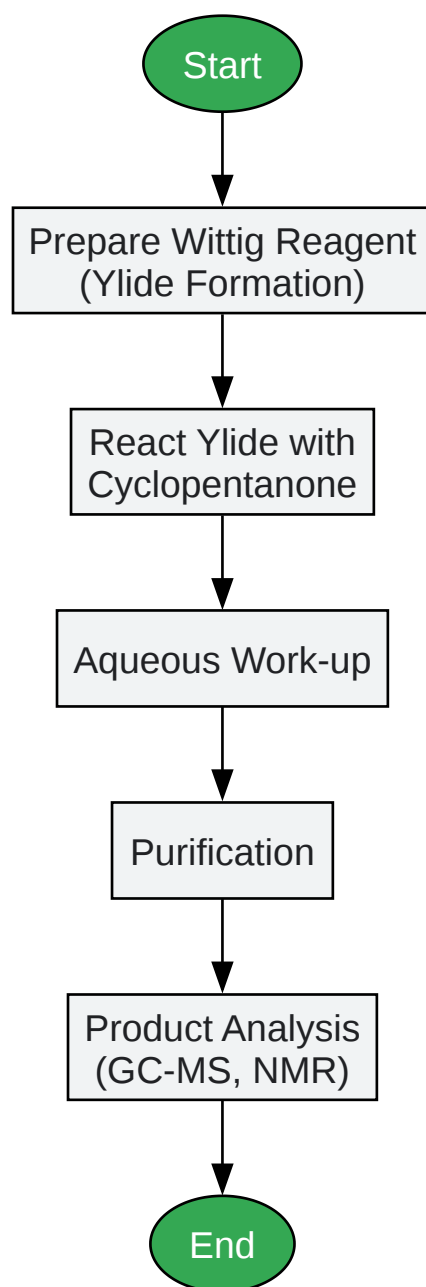 Start
Prepare Wittig Reagent
(Ylide Formation)
React Ylide with
Cyclopentanone
Aqueous Work-up
Purification
Product Analysis
(GC-MS, NMR)
End